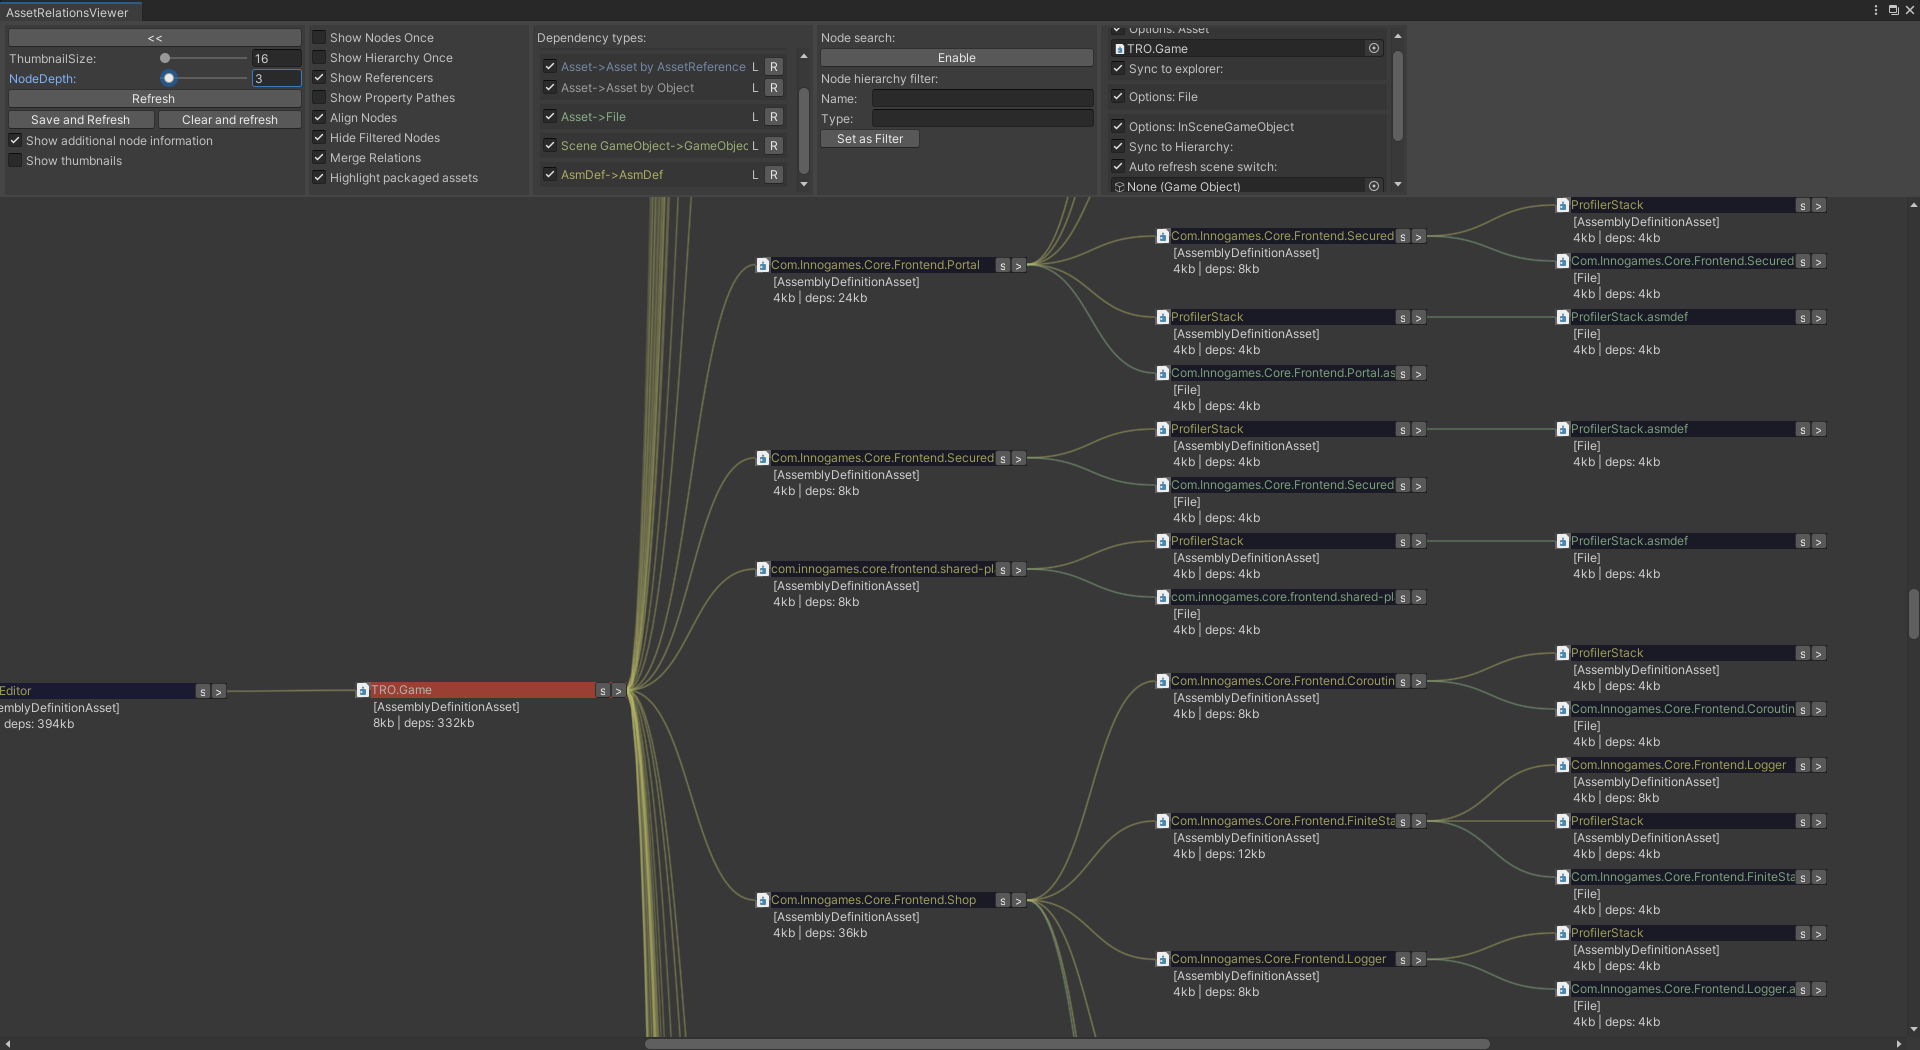 AssetRelationsViewer
<<
ThumbnailSize:
16
NodeDepth:
3
Refresh
Save and Refresh
Clear and refresh
Show additional node information
Show thumbnails
Show Nodes Once
Show Hierarchy Once
Show Referencers
Show Property Pathes
Align Nodes
Hide Filtered Nodes
Merge Relations
Highlight packaged assets
Dependency types:
Asset->Asset by AssetReference L R
Asset->Asset by Object L R
Asset->File L R
Scene GameObject->GameObjec L R
AsmDef->AsmDef L R
Node search:
Enable
Node hierarchy filter:
Name:
Type:
Set as Filter
Options: Asset
TRO.Game
Sync to explorer:
Options: File
Options: InSceneGameObject
Sync to Hierarchy:
Auto refresh scene switch:
None (Game Object)
Editor s >
emblyDefinitionAsset]
deps: 394kb
TRO.Game s >
[AssemblyDefinitionAsset]
8kb | deps: 332kb
Com.Innogames.Core.Frontend.Portal s >
[AssemblyDefinitionAsset]
4kb | deps: 24kb
Com.Innogames.Core.Frontend.Secured s >
[AssemblyDefinitionAsset]
4kb | deps: 8kb
com.innogames.core.frontend.shared-pl s >
[AssemblyDefinitionAsset]
4kb | deps: 8kb
Com.Innogames.Core.Frontend.Shop s >
[AssemblyDefinitionAsset]
4kb | deps: 36kb
Com.Innogames.Core.Frontend.Secured s >
[AssemblyDefinitionAsset]
4kb | deps: 8kb
ProfilerStack s >
[AssemblyDefinitionAsset]
4kb | deps: 4kb
Com.Innogames.Core.Frontend.Portal.as s >
[File]
4kb | deps: 4kb
ProfilerStack s >
[AssemblyDefinitionAsset]
4kb | deps: 4kb
Com.Innogames.Core.Frontend.Secured s >
[File]
4kb | deps: 4kb
ProfilerStack s >
[AssemblyDefinitionAsset]
4kb | deps: 4kb
com.innogames.core.frontend.shared-pl s >
[File]
4kb | deps: 4kb
Com.Innogames.Core.Frontend.Coroutin s >
[AssemblyDefinitionAsset]
4kb | deps: 8kb
Com.Innogames.Core.Frontend.FiniteSta s >
[AssemblyDefinitionAsset]
4kb | deps: 12kb
Com.Innogames.Core.Frontend.Logger s >
[AssemblyDefinitionAsset]
4kb | deps: 8kb
ProfilerStack s >
[AssemblyDefinitionAsset]
4kb | deps: 4kb
Com.Innogames.Core.Frontend.Secured s >
[File]
4kb | deps: 4kb
ProfilerStack.asmdef s >
[File]
4kb | deps: 4kb
ProfilerStack.asmdef s >
[File]
4kb | deps: 4kb
ProfilerStack.asmdef s >
[File]
4kb | deps: 4kb
ProfilerStack s >
[AssemblyDefinitionAsset]
4kb | deps: 4kb
Com.Innogames.Core.Frontend.Coroutin s >
[File]
4kb | deps: 4kb
Com.Innogames.Core.Frontend.Logger s >
[AssemblyDefinitionAsset]
4kb | deps: 8kb
ProfilerStack s >
[AssemblyDefinitionAsset]
4kb | deps: 4kb
Com.Innogames.Core.Frontend.FiniteSta s >
[File]
4kb | deps: 4kb
ProfilerStack s >
[AssemblyDefinitionAsset]
4kb | deps: 4kb
Com.Innogames.Core.Frontend.Logger.a s >
[File]
4kb | deps: 4kb